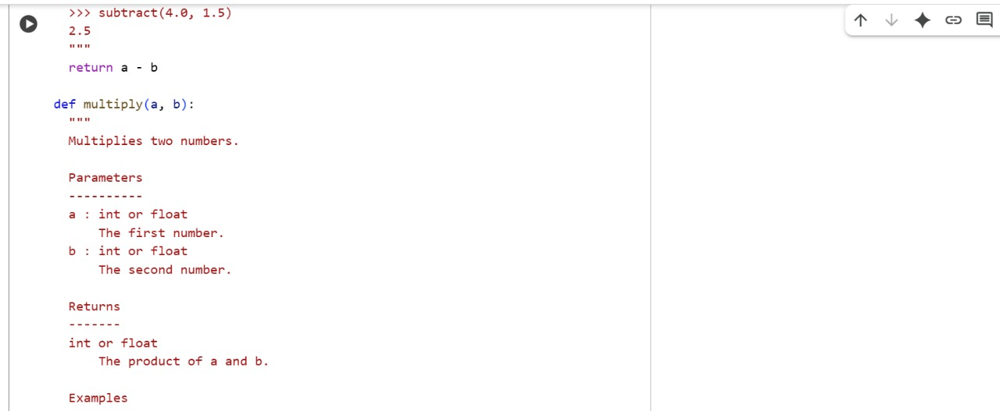 >>> subtract(4.0, 1.5)
2.5
"""
return a - b
def multiply(a, b):
"""
Multiplies two numbers.
Parameters
----------
a : int or float
The first number.
b : int or float
The second number.
Returns
-------
int or float
The product of a and b.
Examples